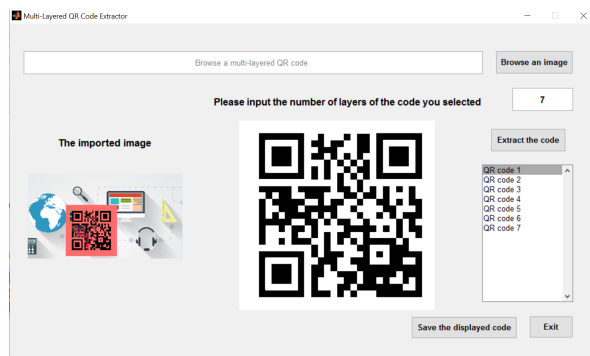 Multi-Layered QR Code Extractor
Browse a multi-layered QR code.
Browse an image
Please input the number of layers of the code you selected
7
The imported image
Extract the code
QR code 1
QR code 2
QR code 3
QR code 4
QR code 5
QR code 6
QR code 7
Save the displayed code
Exit